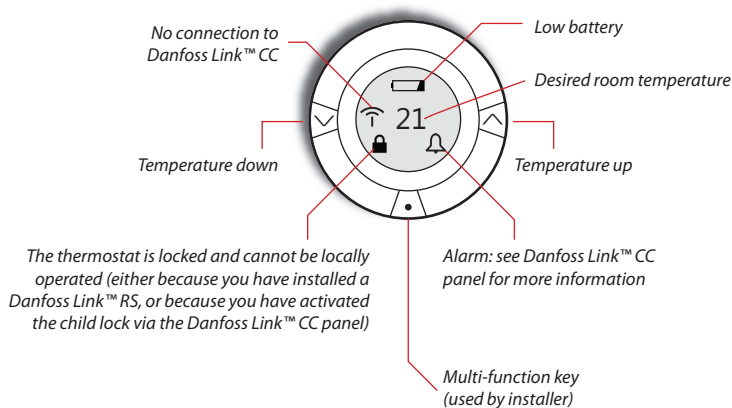 No connection to
Danfoss Link™ CC
Low battery
Desired room temperature
21
Temperature down
Temperature up
The thermostat is locked and cannot be locally
operated (either because you have installed a
Danfoss Link™ RS, or because you have activated
the child lock via the Danfoss Link™ CC panel)
Alarm: see Danfoss Link™ CC
panel for more information
Multi-function key
(used by installer)